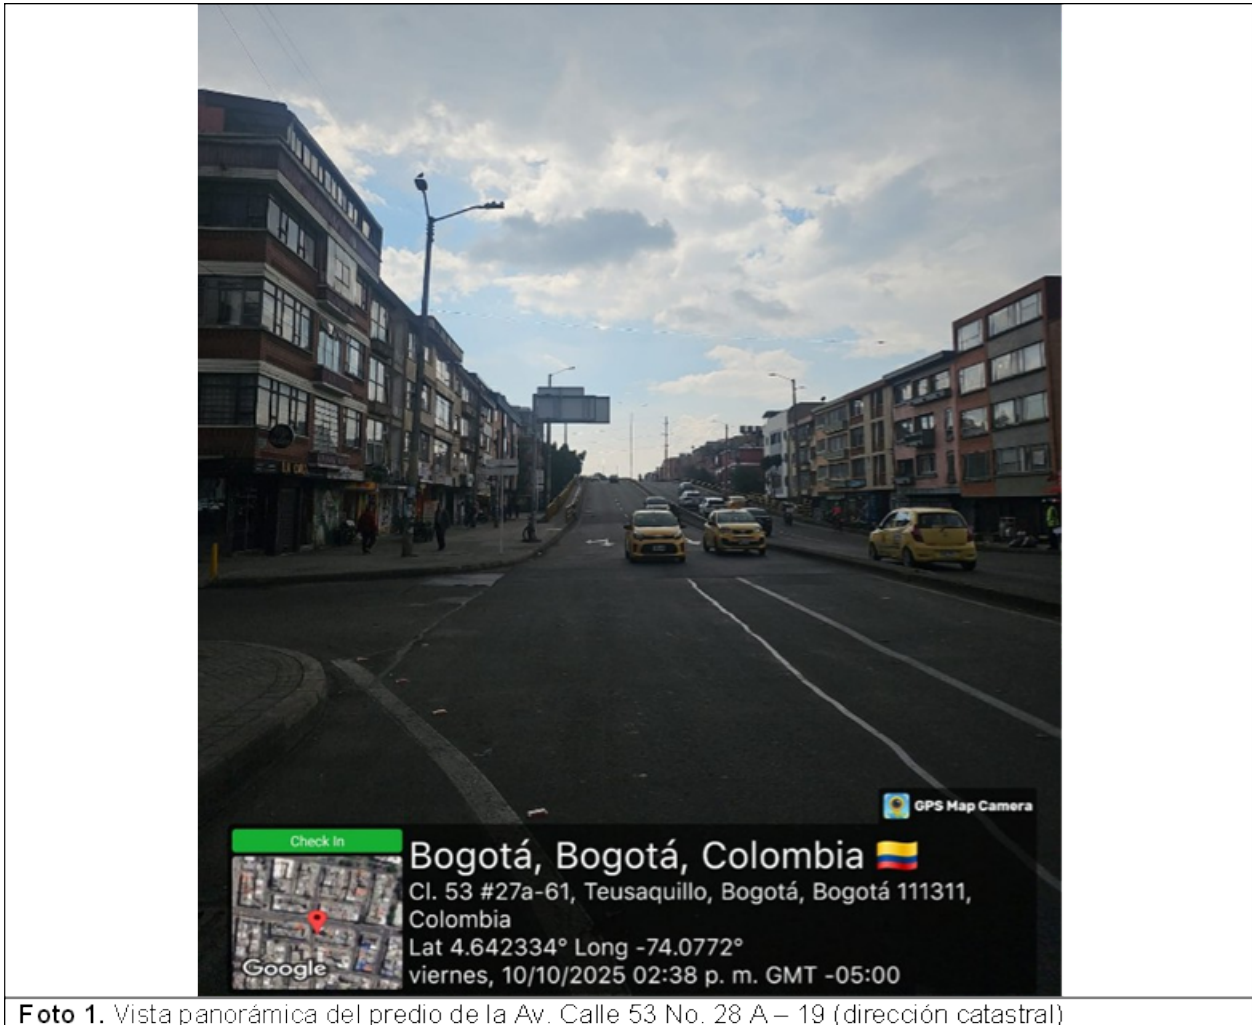 GPS Map Camera
Check In
Bogotá, Bogotá, Colombia
Cl. 53 #27a-61, Teusaquillo, Bogotá, Bogotá 111311,
Colombia
Lat 4.642334° Long -74.0772°
viernes, 10/10/2025 02:38 p. m. GMT -05:00
Google
Foto 1. Vista panorámica del predio de la Av. Calle 53 No. 28 A – 19 (dirección catastral)